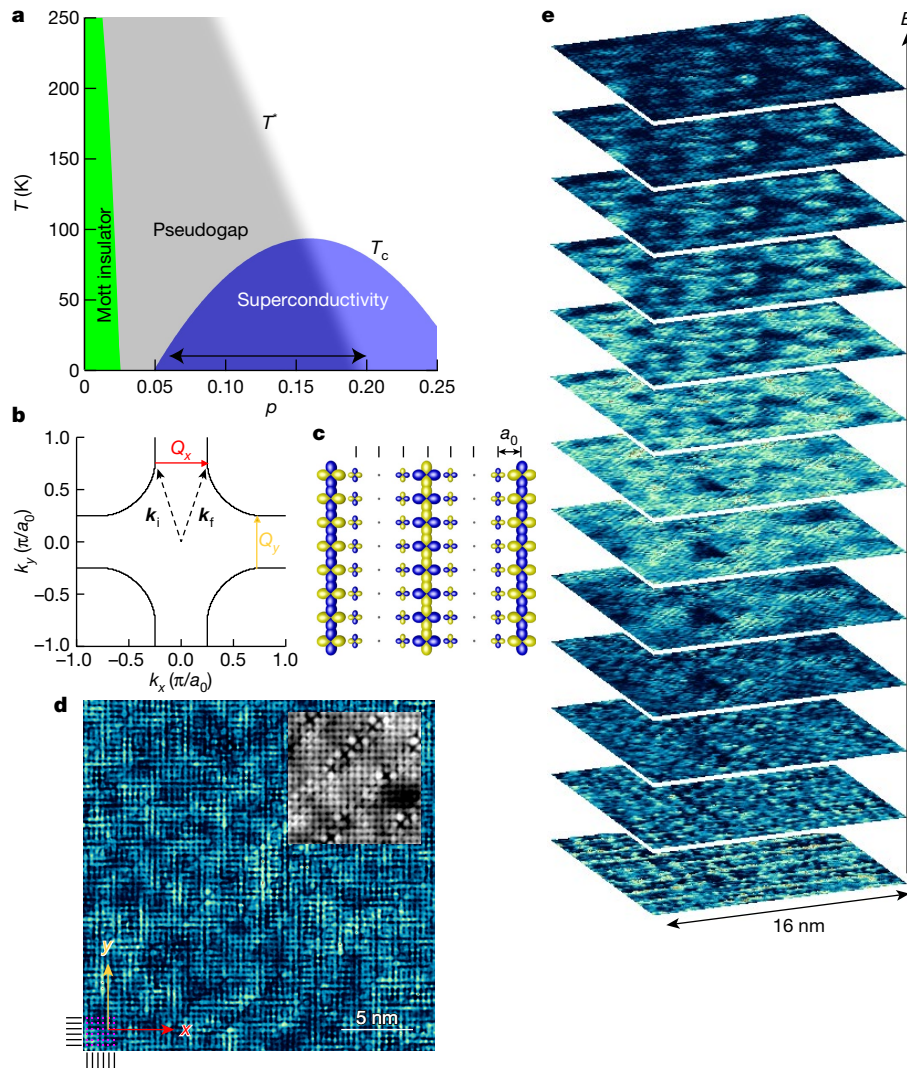 a
250
200
150
100
50
0
T (K)
Mott insulator
Pseudogap
T*
Tc
Superconductivity
0
0.05
0.10
0.15
0.20
0.25
p
b
1.0
0.5
0.0
−0.5
−1.0
ky (π/a0)
Qx
ki
kf
Qy
−1.0
−0.5
0.0
0.5
1.0
kx (π/a0)
c
a0
d
y
x
5 nm
e
E
16 nm